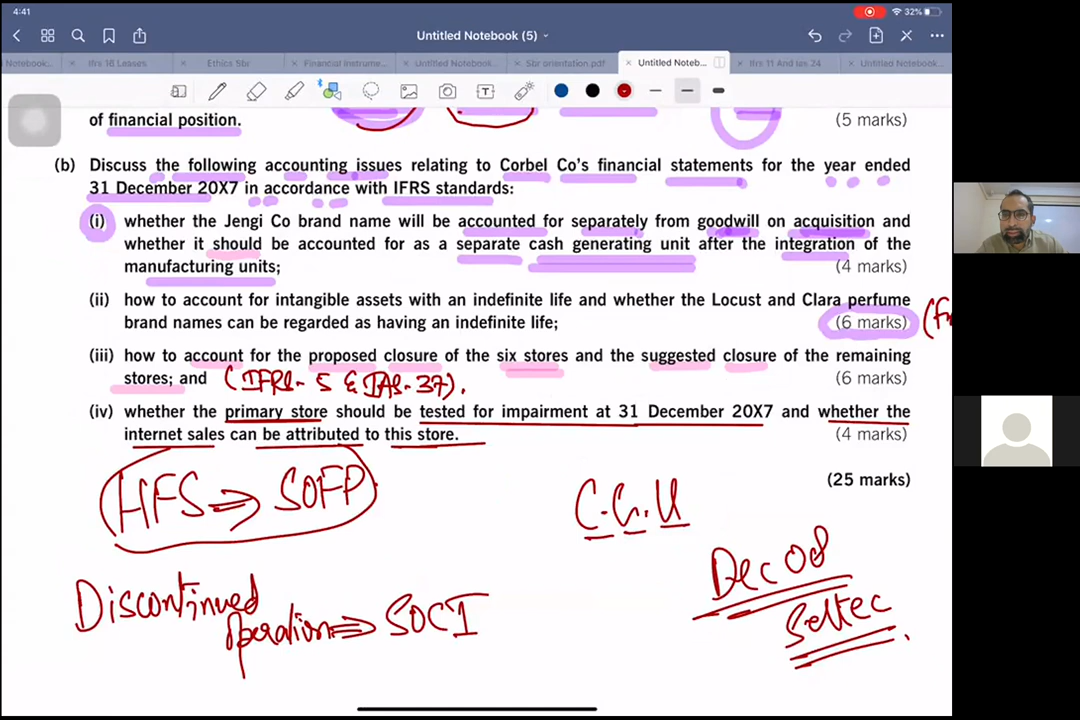 4:41
32%
Untitled Notebook (5)
Notebook...
Ifrs 16 Leases
Ethics Sbr
Financial Instrume...
Untitled Notebook...
Sbr orientation.pdf
Untitled Noteb...
Ifrs 11 And Ias 24
Untitled Notebook...
of financial position.
(5 marks)
(b) Discuss the following accounting issues relating to Corbel Co's financial statements for the year ended
31 December 20X7 in accordance with IFRS standards:
(i) whether the Jengi Co brand name will be accounted for separately from goodwill on acquisition and
whether it should be accounted for as a separate cash generating unit after the integration of the
manufacturing units; (4 marks)
(ii) how to account for intangible assets with an indefinite life and whether the Locust and Clara perfume
brand names can be regarded as having an indefinite life; (6 marks)
(iii) how to account for the proposed closure of the six stores and the suggested closure of the remaining
stores; and (IFRS-5 & IAS-37). (6 marks)
(iv) whether the primary store should be tested for impairment at 31 December 20X7 and whether the
internet sales can be attributed to this store. (4 marks)
(25 marks)
HFS ⇒ SOFP
C.G.U
Dec 08
Seltec
Discontinued
operation ⇒ SOCI